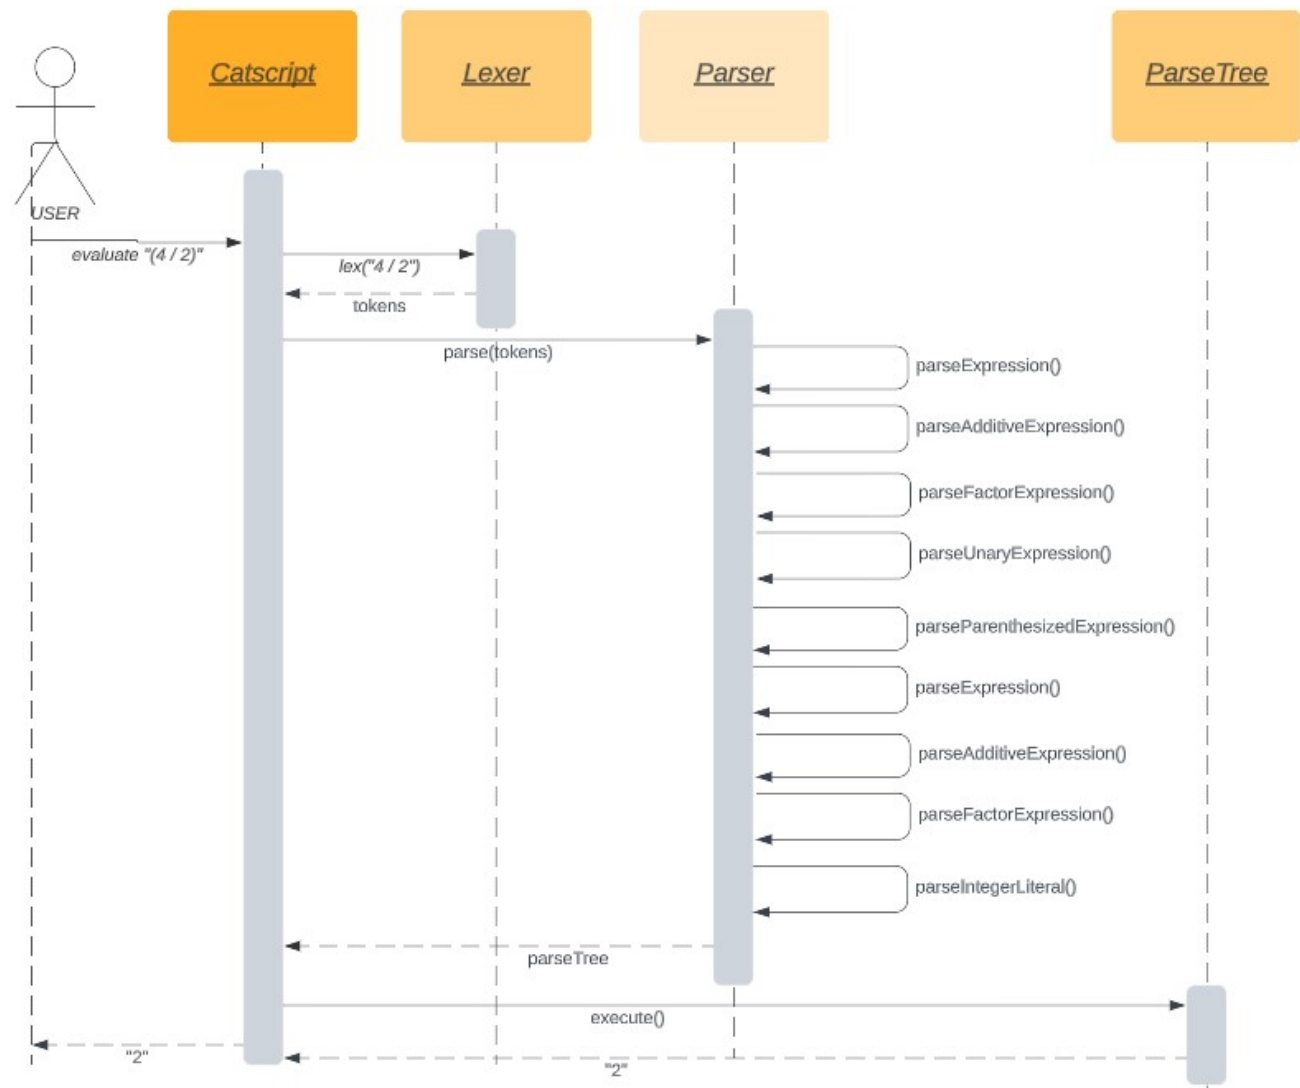 Catscript
Lexer
Parser
ParseTree
USER
evaluate "(4 / 2)"
lex("4 / 2")
tokens
parse(tokens)
parseExpression()
parseAdditiveExpression()
parseFactorExpression()
parseUnaryExpression()
parseParenthesizedExpression()
parseExpression()
parseAdditiveExpression()
parseFactorExpression()
parseIntegerLiteral()
parseTree
execute()
"2"
"2"